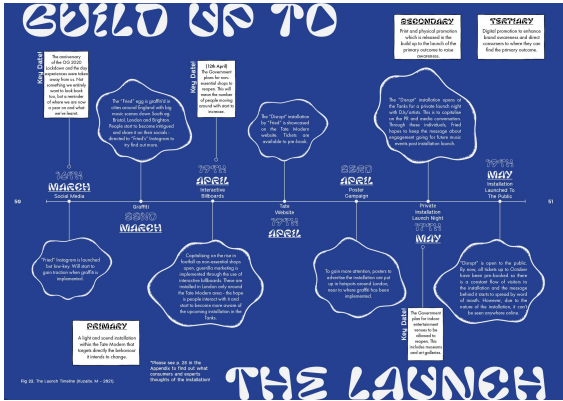 BUILD UP TO
SECONDARY
Print and physical promotion
which is released in the
build up to the launch of
the primary outcome to raise
awareness.
TERTIARY
Digital promotion to enhance
brand awareness and direct
consumers to where they can
find the primary outcome.
Key Date!
The anniversary
of the OG 2020
lockdown and the day
experiences were taken
away from us. Not
something we entirely
want to look back
too, but a reminder
of where we are now
a year on and what
we've learnt.
The "Fried" egg is graffiti'd in
cities around England with big
music scenes down South eg.
Bristol, London and Brighton.
People start to become intrigued
and share it on their socials
directed to "Fried's" Instagram to
try find out more.
Key Date!
(12th April)
The Government
plans for non-
essential shops to
reopen. This will mean
the number
of people moving
around with start to
increase.
The "Disrupt" installation
by "Fried" is showcased
on the Tate Modern
website. Tickets are
available to pre-book.
The "Disrupt" installation opens at
the Tanks for a private launch night
with DJs/artists. This is to capitalise
on the PR and media conversation.
Through these individuals, Fried
hopes to keep the message about
engagement going for future music
events post installation launch.
16TH
MARCH
Social Media
19TH
APRIL
Interactive
Billboards
23RD
APRIL
Poster
Campaign
19TH
MAY
Installation
Launched To
The Public
50
51
Graffiti
22ND
MARCH
Tate
Website
19TH
APRIL
Private
Installation
Launch Night
17TH
MAY
"Fried" Instagram is launched
but low-key. Will start to
gain traction when graffiti is
implemented.
Capitalising on the rise in
footfall as non-essential shops
open, guerrilla marketing is
implemented through the use of
interactive billboards. These are
installed in London only around
the Tate Modern area - the hope
is people interact with it and
start to become more aware of
the upcoming installation in the
Tanks.
To gain more attention, posters to
advertise the installation are put
up in hotspots around London,
near to where graffiti has been
implemented.
Key Date!
The Government
plan for indoor
entertainment
venues to be
allowed to
reopen. This
includes museums
and art galleries.
"Disrupt" is open to the public.
By now, all tickets up to October
have been pre-booked as there
is a constant flow of visitors
to the installation and the message
behind it starts to spread by word
of mouth. However, due to the
nature of the installation, it can't
be seen anywhere online.
PRIMARY
A light and sound installation
within the Tate Modern that
targets directly the behaviour
it intends to change.
*Please see p. 28 in the
Appendix to find out what
consumers and experts
thoughts of the installation!
Fig 23. The Launch Timeline
THE LAUNCH